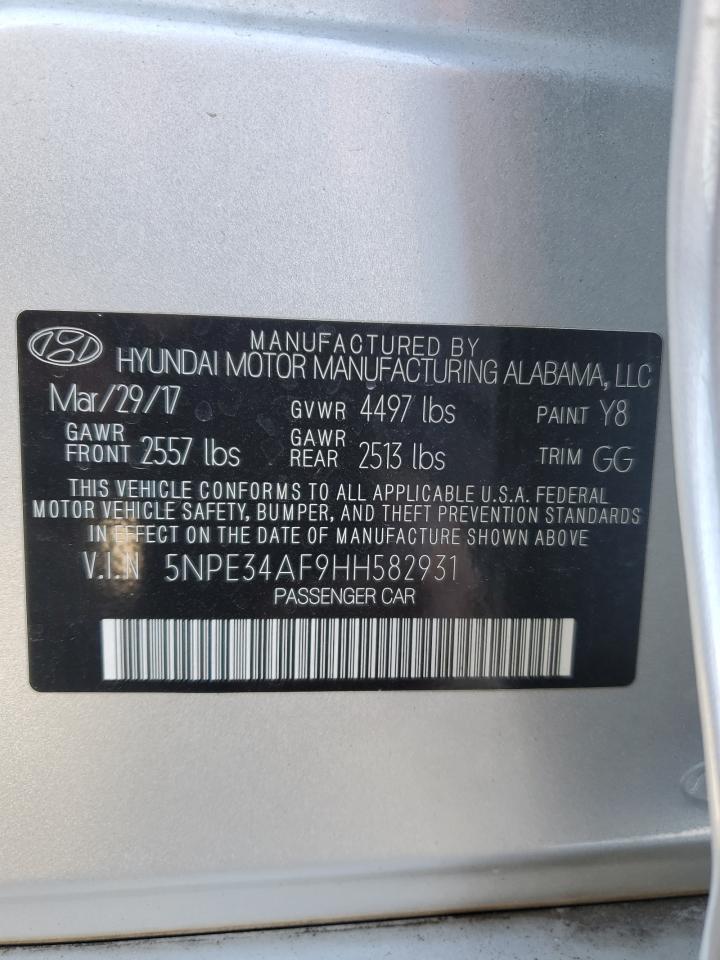 MANUFACTURED BY
HYUNDAI MOTOR MANUFACTURING ALABAMA, LLC
Mar/29/17 GVWR 4497 lbs PAINT Y8
GAWR FRONT 2557 lbs GAWR REAR 2513 lbs TRIM GG
THIS VEHICLE CONFORMS TO ALL APPLICABLE U.S.A. FEDERAL
MOTOR VEHICLE SAFETY, BUMPER, AND THEFT PREVENTION STANDARDS
IN EFFECT ON THE DATE OF MANUFACTURE SHOWN ABOVE
V.I.N 5NPE34AF9HH582931
PASSENGER CAR